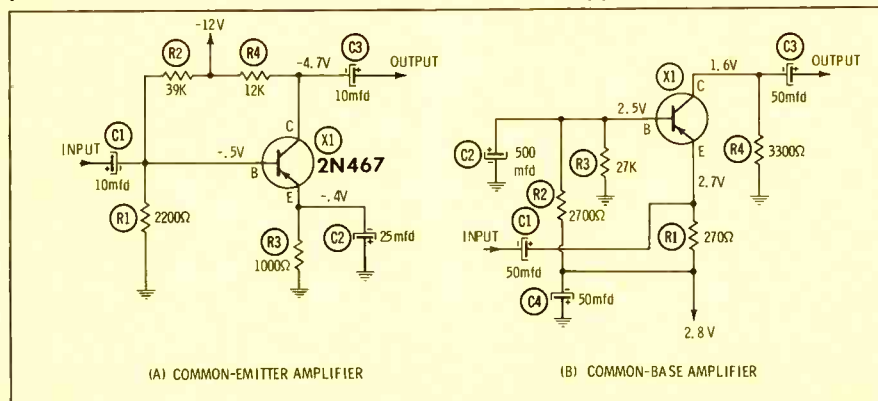 -12V
R2
R4
-4.7V
C3
OUTPUT
39K
12K
10mfd
C1
C
X1
INPUT
-.5V
B
2N467
10mfd
E
-.4V
R1
2200Ω
R3
C2
25mfd
1000Ω
(A) COMMON-EMITTER AMPLIFIER
C3
1.6V
OUTPUT
X1
C
50mfd
2.5V
B
C2
500
mfd
R3
27K
E
R4
3300Ω
R2
2.7V
2700Ω
C1
INPUT
R1
270Ω
50mfd
C4
50mfd
2.8V
(B) COMMON-BASE AMPLIFIER